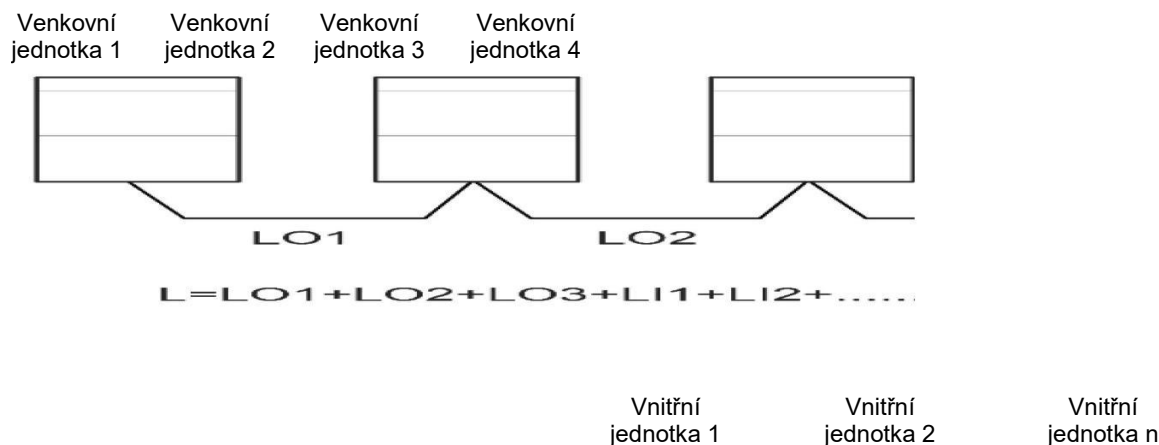 Venkovní jednotka 1
Venkovní jednotka 2
Venkovní jednotka 3
Venkovní jednotka 4
LO1
LO2
L=LO1+LO2+LO3+LI1+LI2+......
Vnitřní jednotka 1
Vnitřní jednotka 2
Vnitřní jednotka n